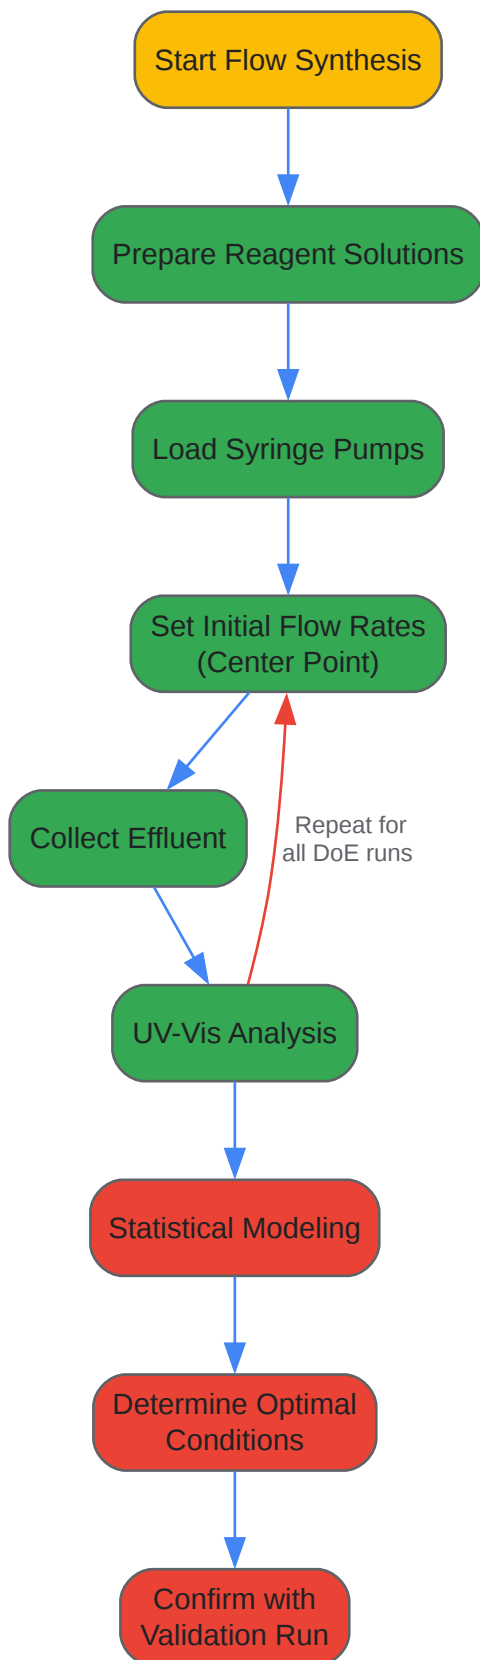 Start Flow Synthesis
Prepare Reagent Solutions
Load Syringe Pumps
Set Initial Flow Rates
(Center Point)
Collect Effluent
Repeat for
all DoE runs
UV-Vis Analysis
Statistical Modeling
Determine Optimal
Conditions
Confirm with
Validation Run